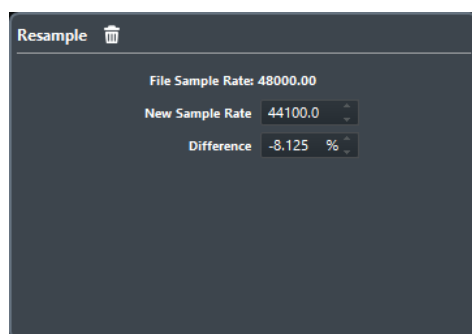 Resample
File Sample Rate: 48000.00
New Sample Rate 44100.0
Difference -8.125 %